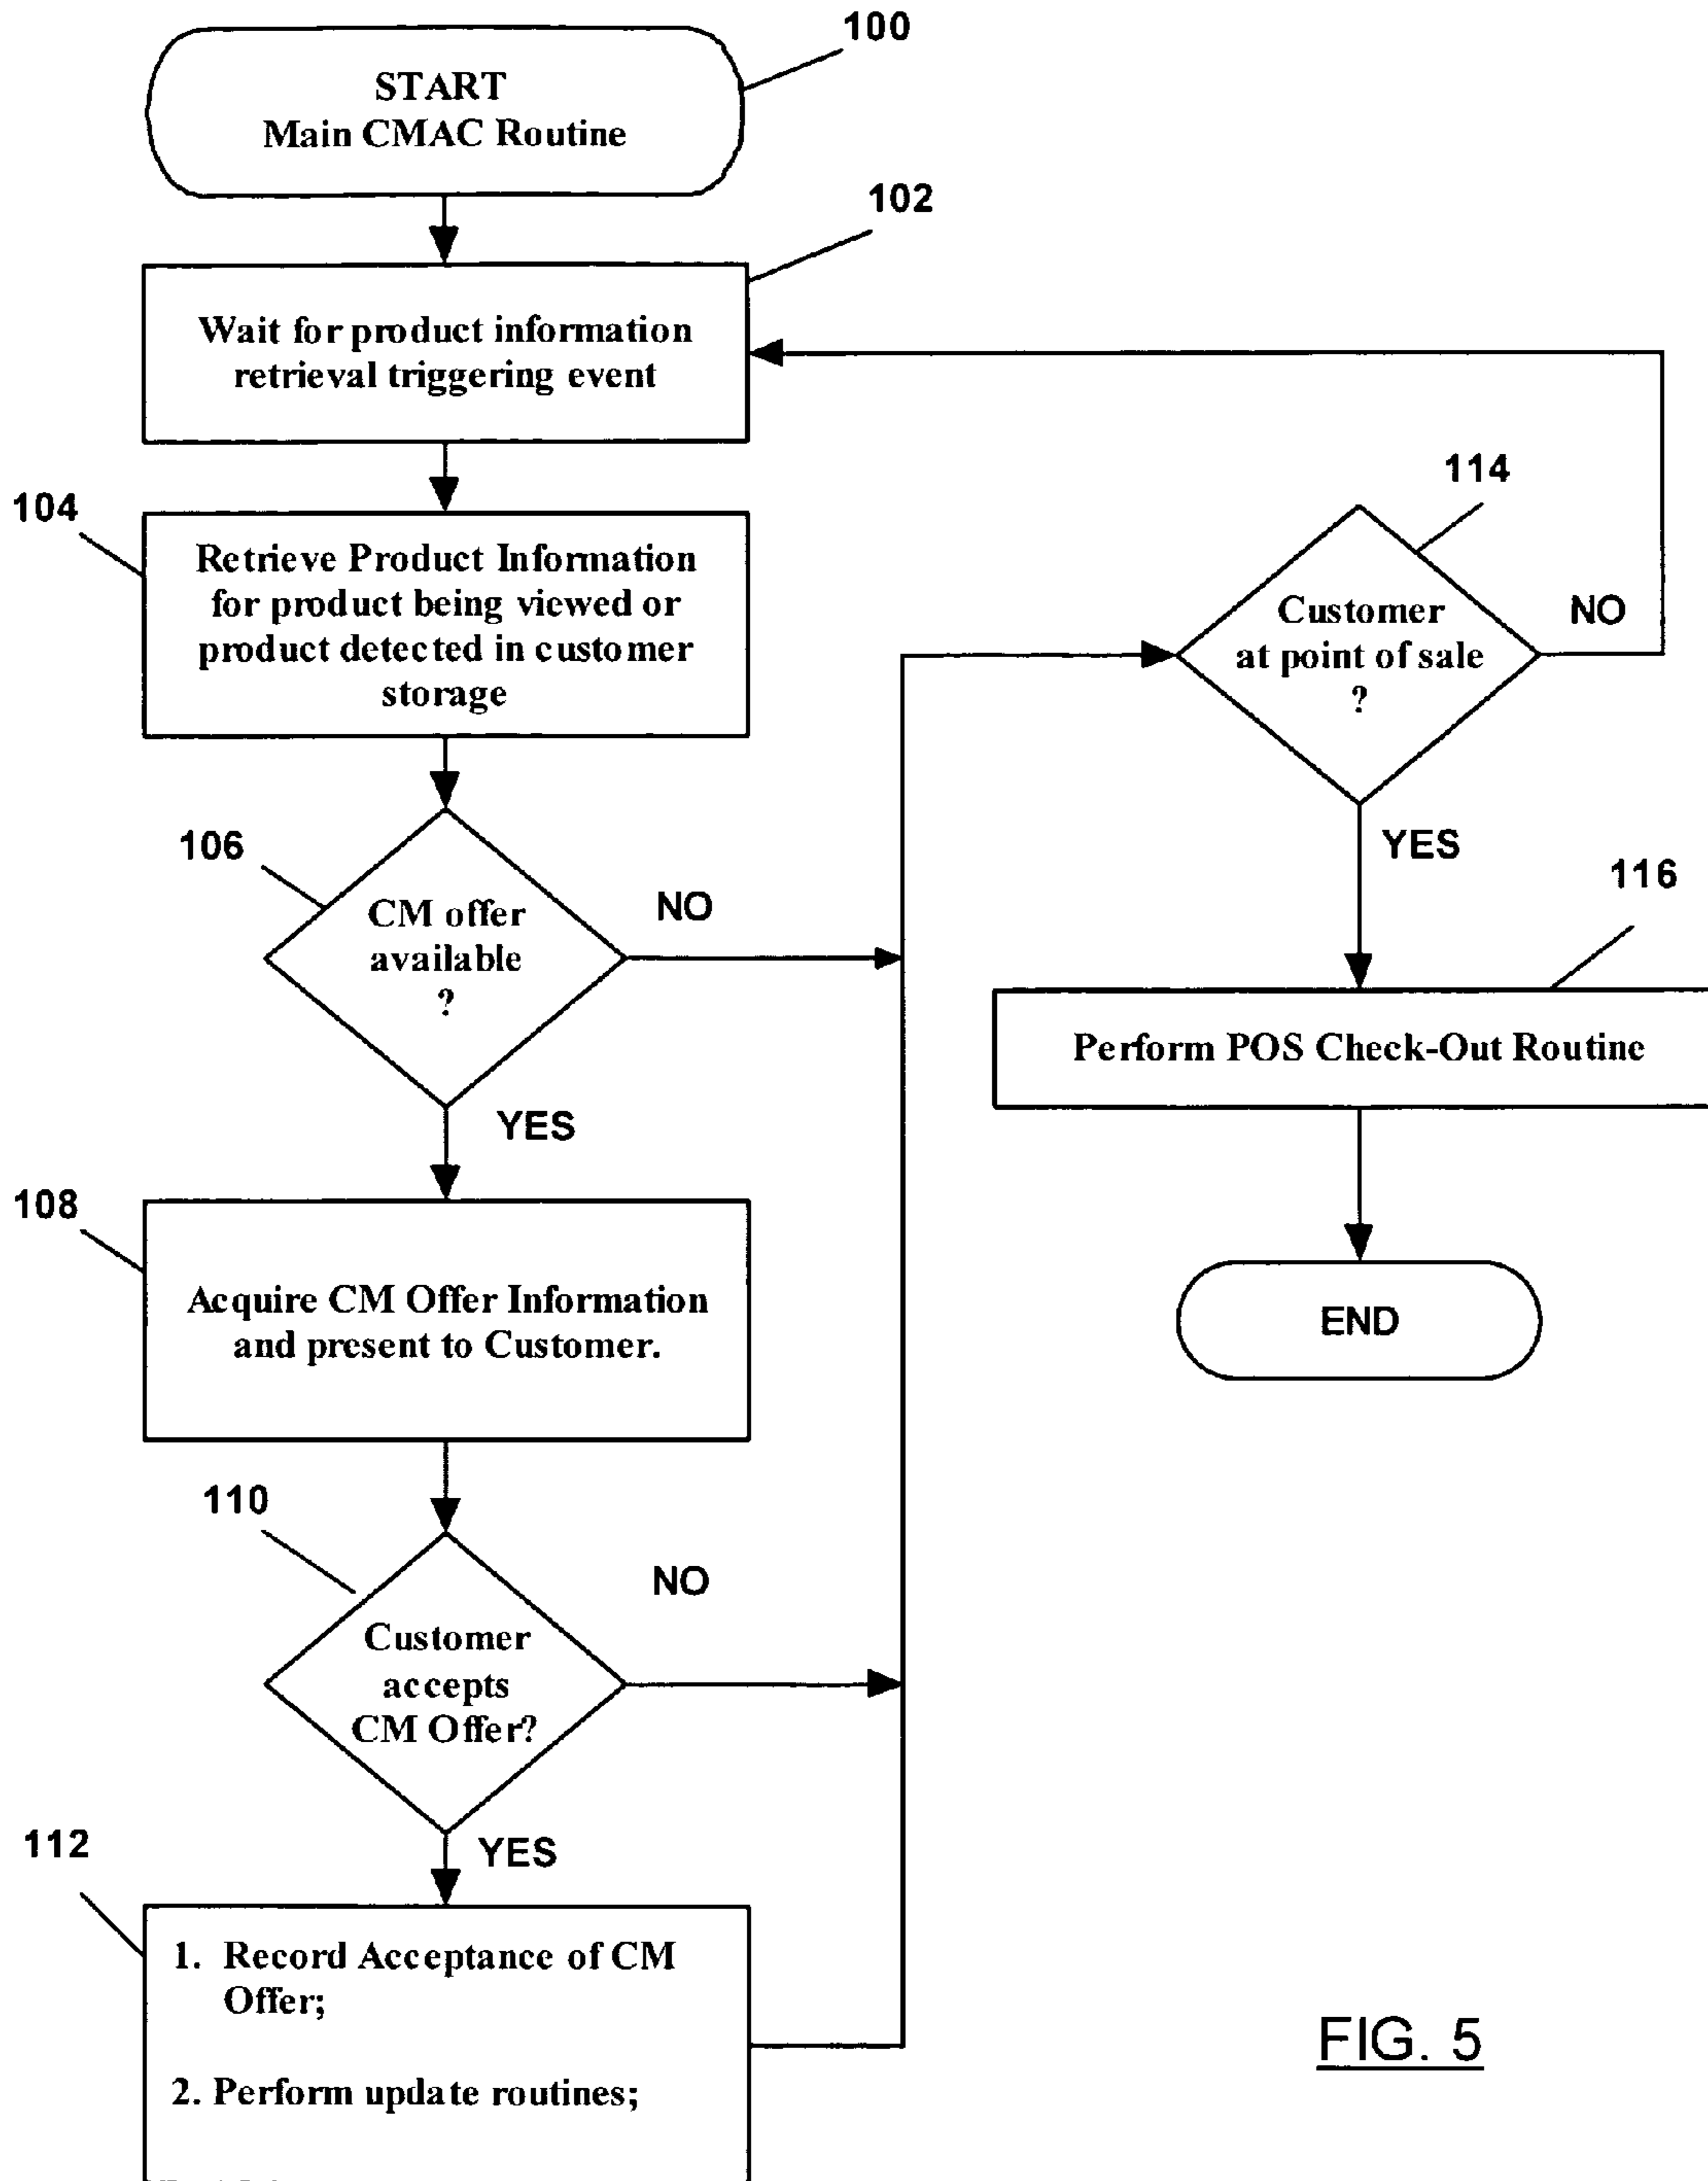 100
START
Main CMAC Routine
102
Wait for product information
retrieval triggering event
104
Retrieve Product Information
for product being viewed or
product detected in customer
storage
106
CM offer
available
?
NO
YES
108
Acquire CM Offer Information
and present to Customer.
110
Customer
accepts
CM Offer?
NO
YES
112
1. Record Acceptance of CM
Offer;
2. Perform update routines;
114
Customer
at point of sale
?
NO
YES
116
Perform POS Check-Out Routine
END
FIG. 5